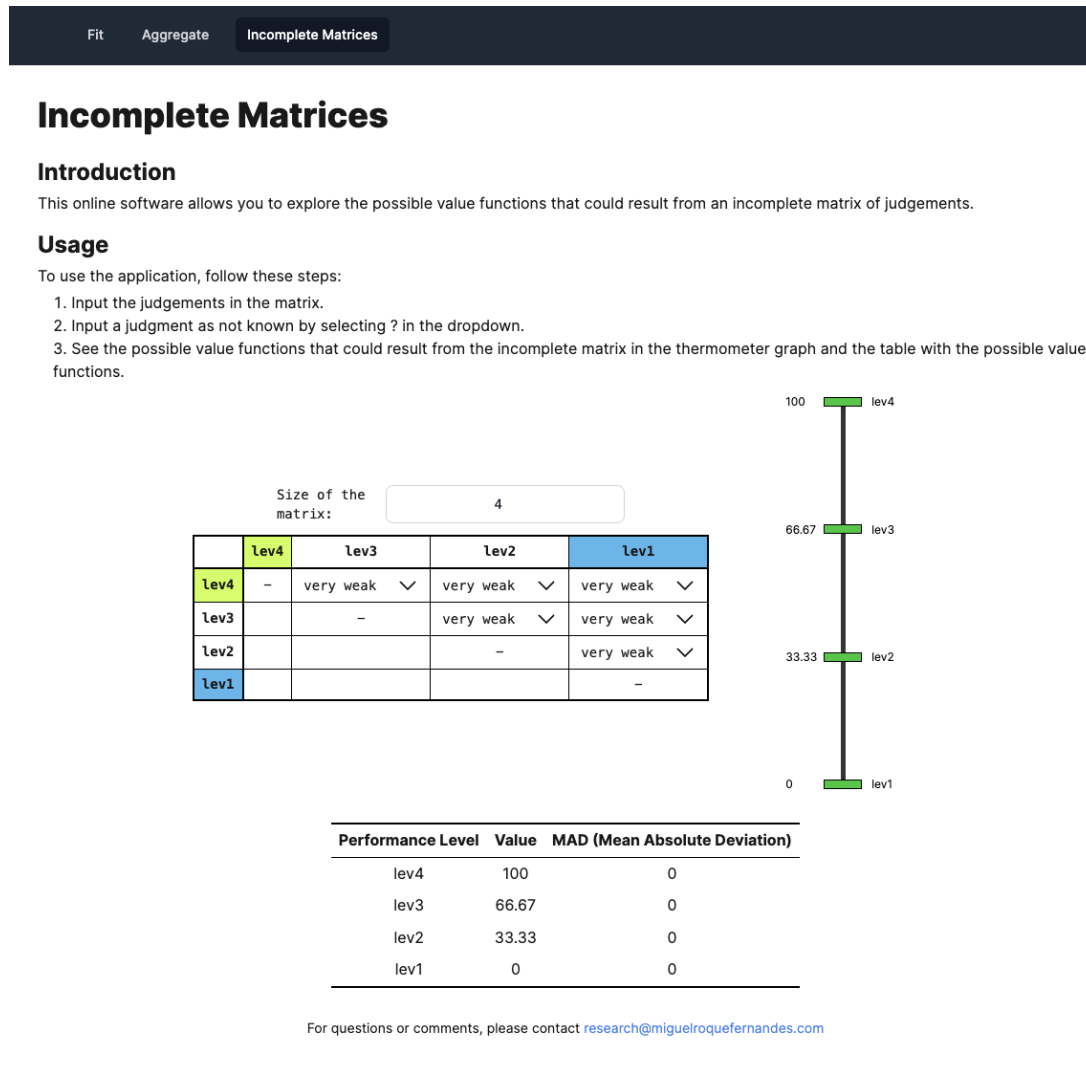 Fit Aggregate Incomplete Matrices
Incomplete Matrices
Introduction
This online software allows you to explore the possible value functions that could result from an incomplete matrix of judgements.
Usage
To use the application, follow these steps:
1. Input the judgements in the matrix.
2. Input a judgment as not known by selecting ? in the dropdown.
3. See the possible value functions that could result from the incomplete matrix in the thermometer graph and the table with the possible value
functions.
100 lev4
66.67 lev3
33.33 lev2
0 lev1
Size of the
matrix:
4
lev4 lev3 lev2 lev1
lev4 – very weak very weak very weak
lev3 – very weak very weak
lev2 – very weak
lev1 –
Performance Level Value MAD (Mean Absolute Deviation)
lev4 100 0
lev3 66.67 0
lev2 33.33 0
lev1 0 0
For questions or comments, please contact research@miguelroquefernandes.com